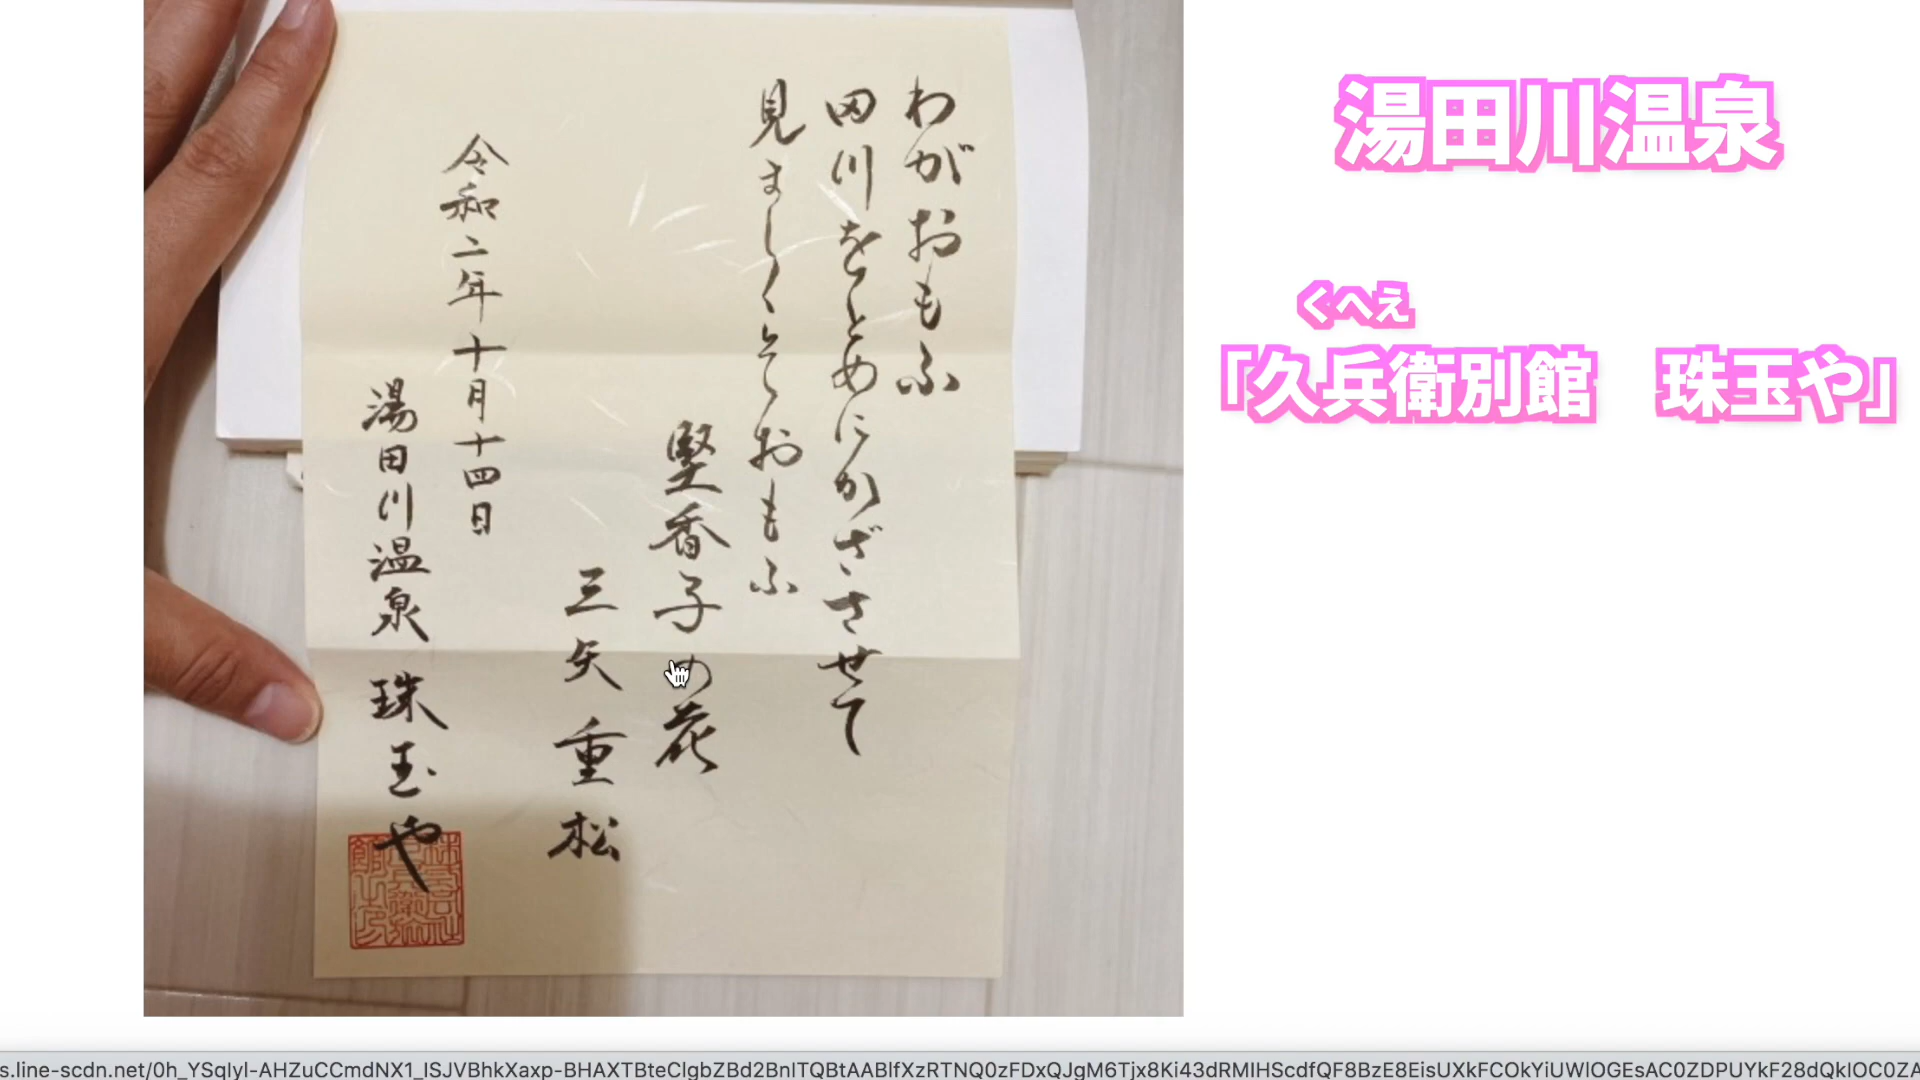 わがおもふ
田川をとめにかざさせて
見ましくそおもふ
堅香子の花
三矢重松
令和二年十月十四日
湯田川温泉 珠玉や
湯田川温泉
くへえ
「久兵衛別館　珠玉や」
s.line-scdn.net/0h_YSqIyl-AHZuCCmdNX1_ISJVBhkXaxp-BHAXTBteClgbZBd2BnlTQBtAABlfXzRTNQ0zFDxQJgM6Tjx8Ki43dRMIHScdfQF8BzE8EisUXkFCOkYiUWlOGEsAC0ZDPUYkF28dQklOC0ZA